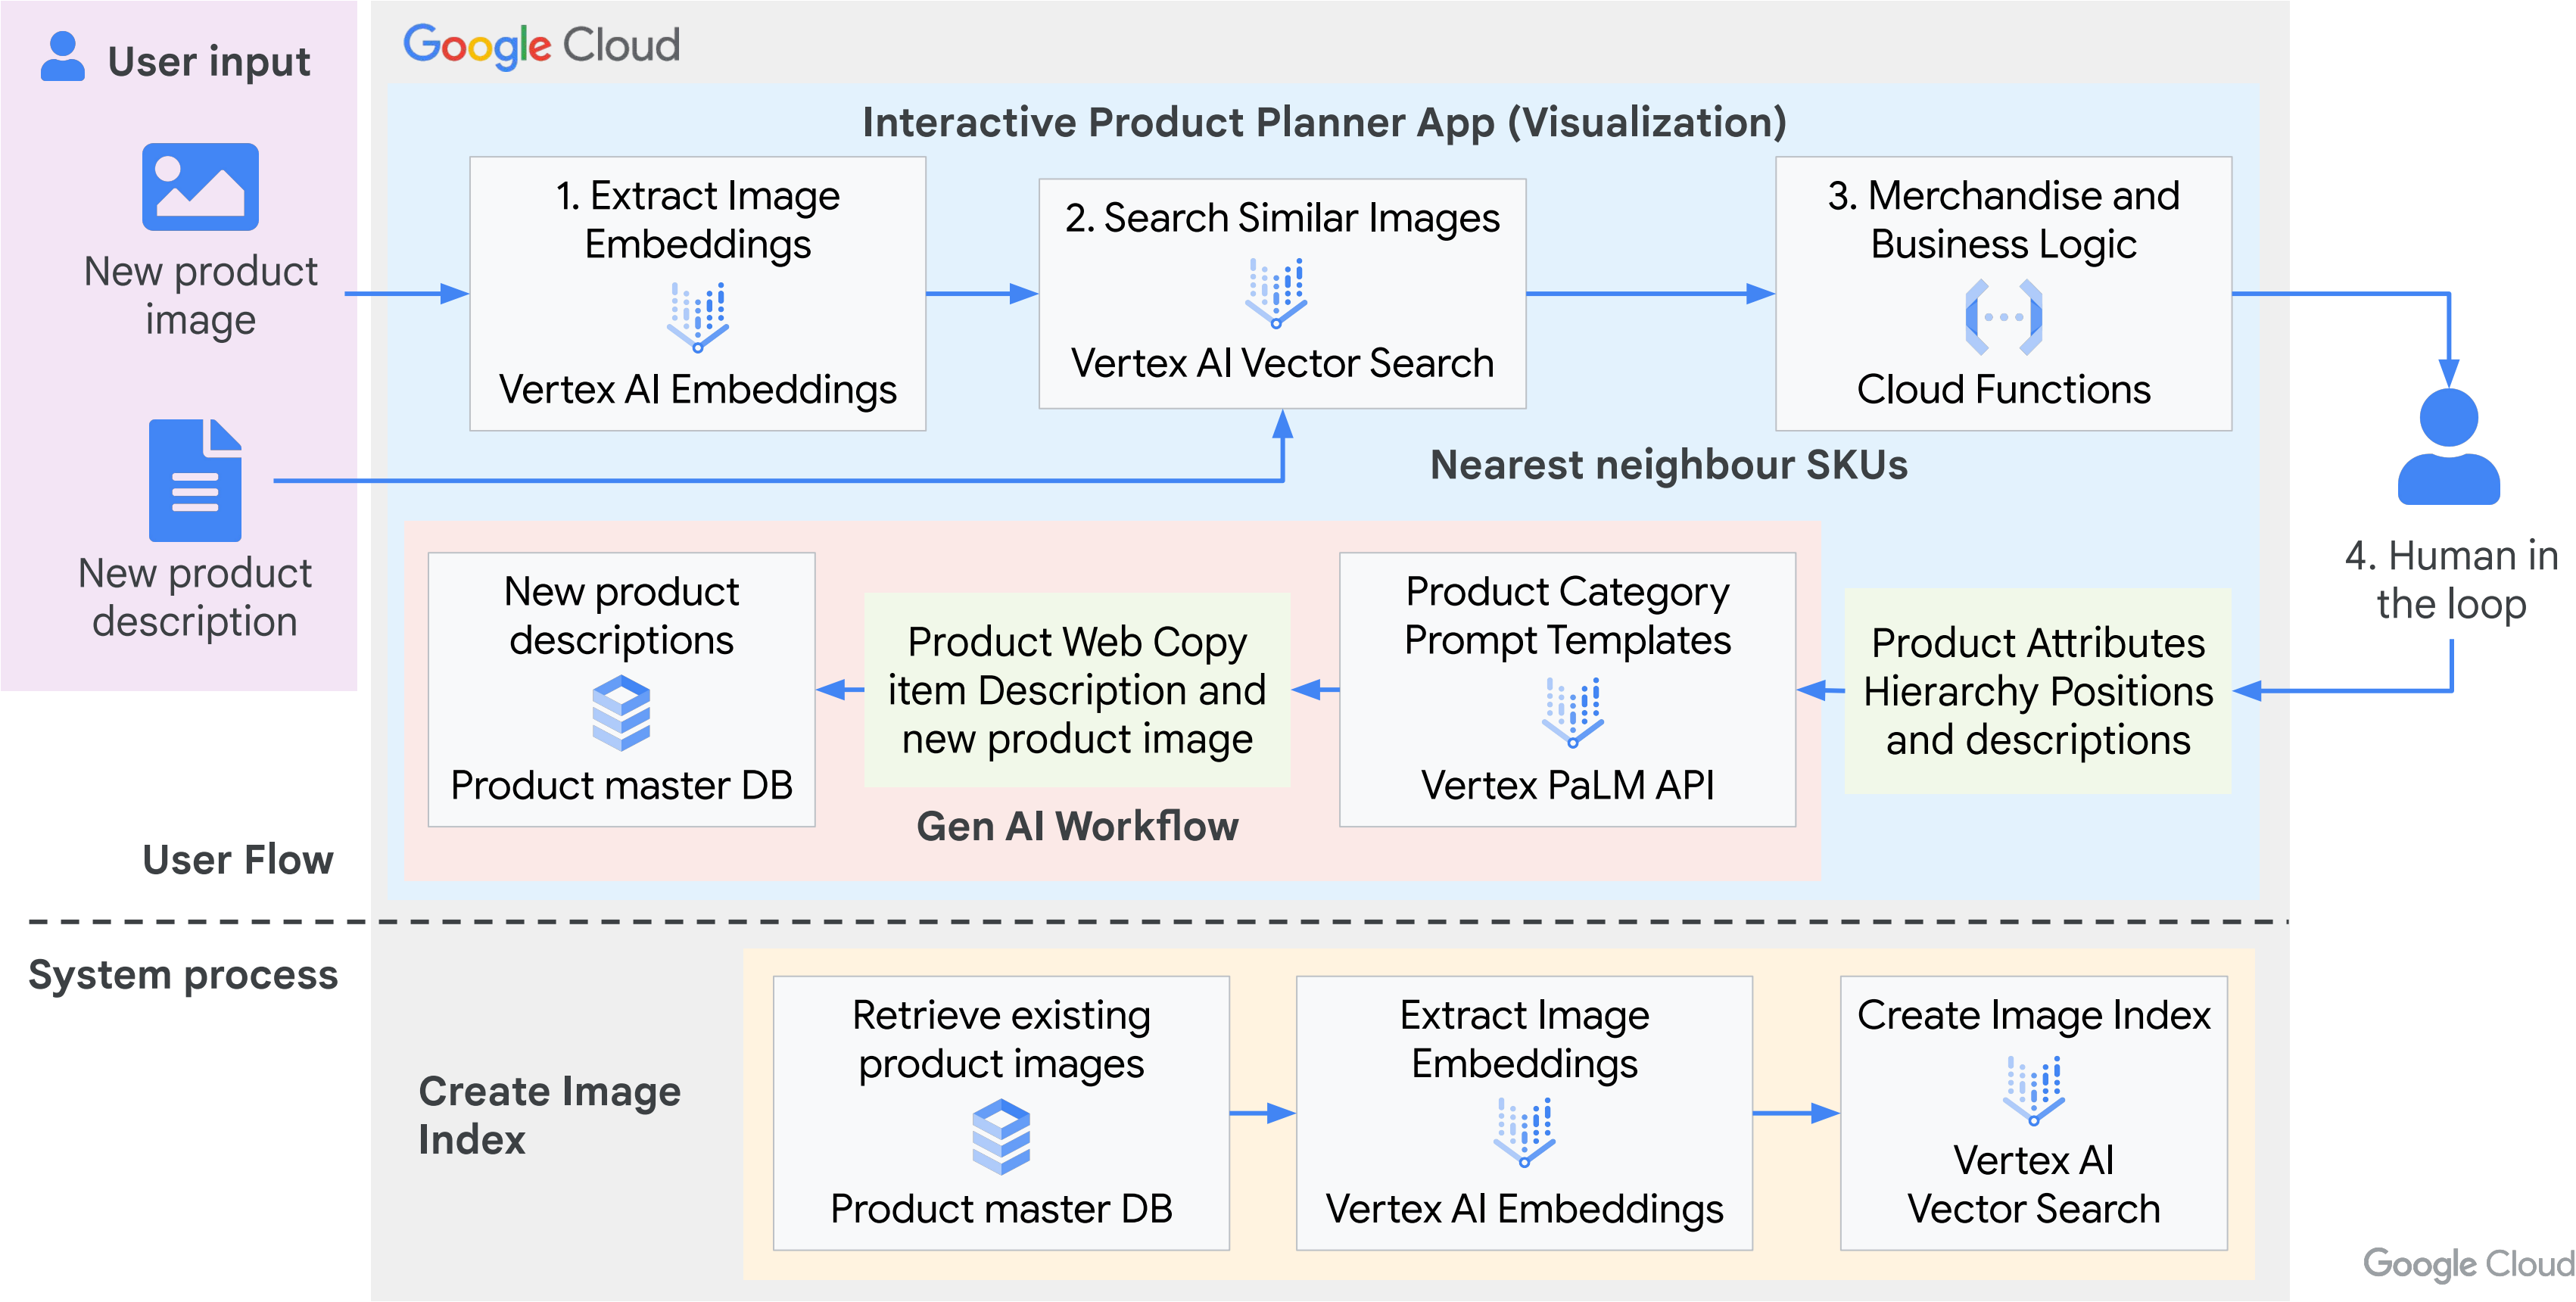 User input
Google Cloud
Interactive Product Planner App (Visualization)
New product
image
New product
description
1. Extract Image
Embeddings
Vertex AI Embeddings
2. Search Similar Images
Vertex AI Vector Search
3. Merchandise and
Business Logic
Cloud Functions
Nearest neighbour SKUs
4. Human in
the loop
Product Attributes
Hierarchy Positions
and descriptions
Product Category
Prompt Templates
Vertex PaLM API
Product Web Copy
item Description and
new product image
Gen AI Workflow
New product
descriptions
Product master DB
User Flow
System process
Create Image
Index
Retrieve existing
product images
Product master DB
Extract Image
Embeddings
Vertex AI Embeddings
Create Image Index
Vertex AI
Vector Search
Google Cloud